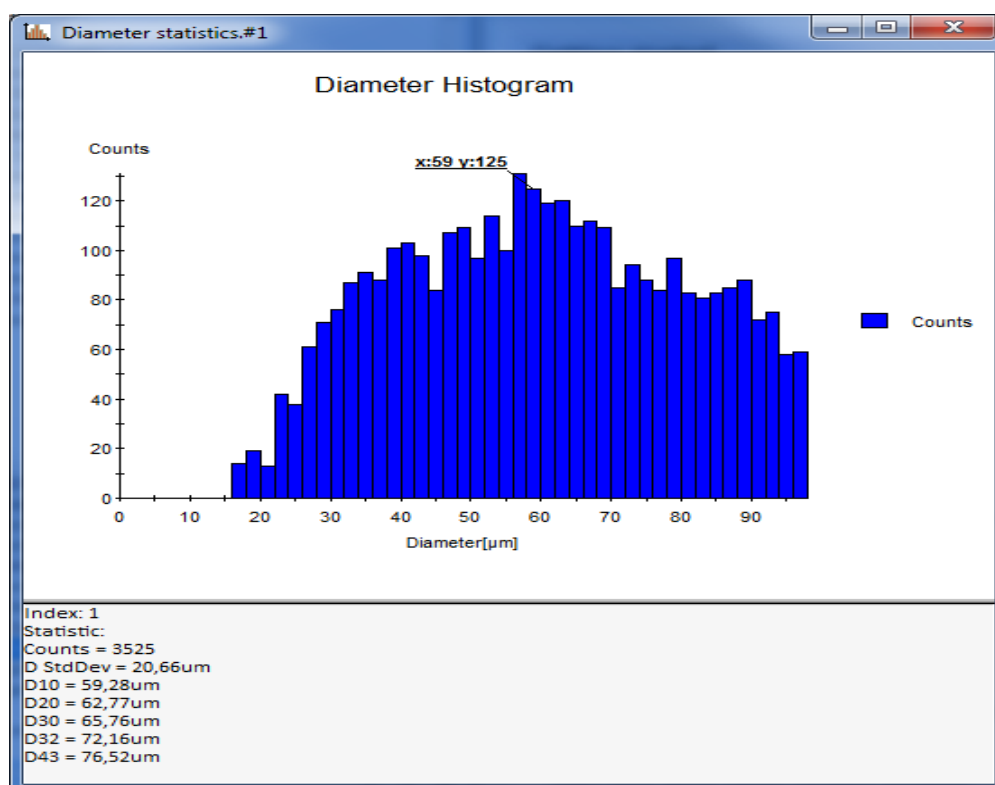 Diameter statistics.#1
Diameter Histogram
Counts
x:59 y:125
120
100
80
60
40
20
0
0 10 20 30 40 50 60 70 80 90
Diameter[µm]
Counts
Index: 1
Statistic:
Counts = 3525
D StdDev = 20,66um
D10 = 59,28um
D20 = 62,77um
D30 = 65,76um
D32 = 72,16um
D43 = 76,52um